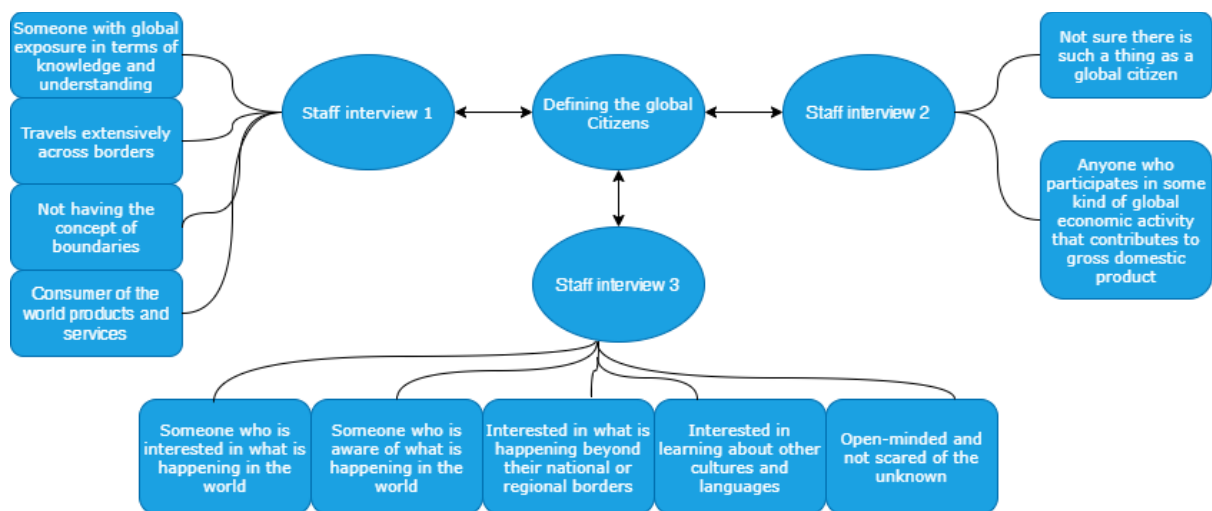 Someone with global
exposure in terms of
knowledge and
understanding
Travels extensively
across borders
Not having the
concept of
boundaries
Consumer of the
world products and
services
Staff interview 1
Defining the global
Citizens
Staff interview 2
Not sure there is
such a thing as a
global citizen
Anyone who
participates in some
kind of global
economic activity
that contributes to
gross domestic
product
Staff interview 3
Someone who is
interested in what is
happening in the
world
Someone who is
aware of what is
happening in the
world
Interested in what is
happening beyond
their national or
regional borders
Interested in
learning about other
cultures and
languages
Open-minded and
not scared of the
unknown